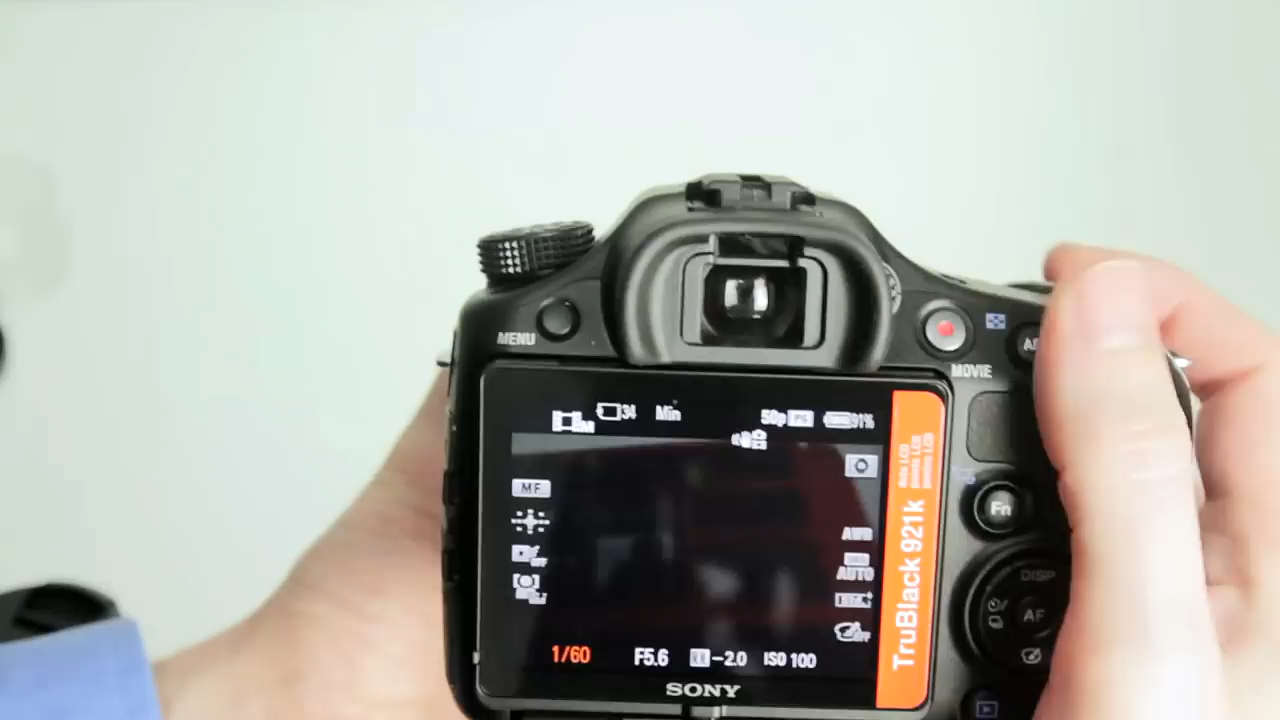 MENU
MOVIE
34 Min 50p 91%
MF
AWB
AUTO
1/60 F5.6 -2.0 ISO 100
SONY
TruBlack 921k
Fn
DISP
AF